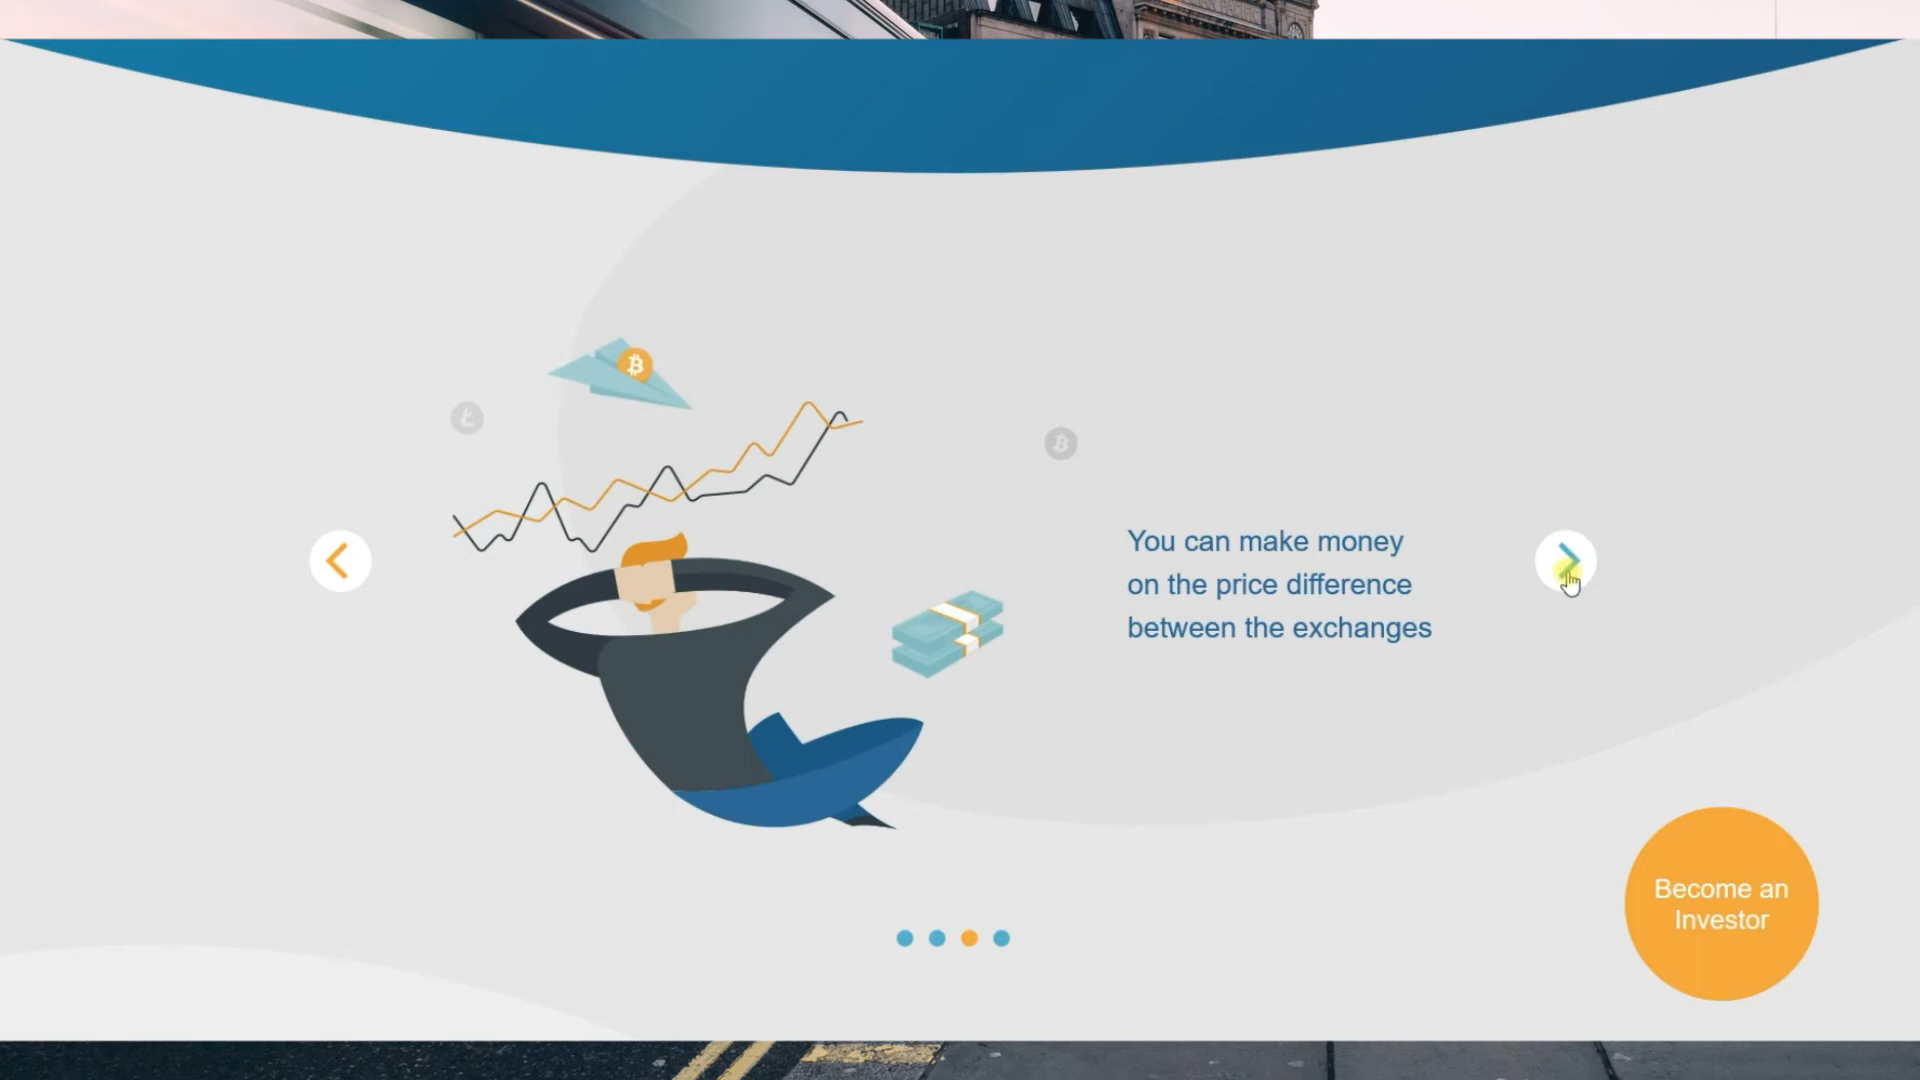 You can make money
on the price difference
between the exchanges
Become an
Investor